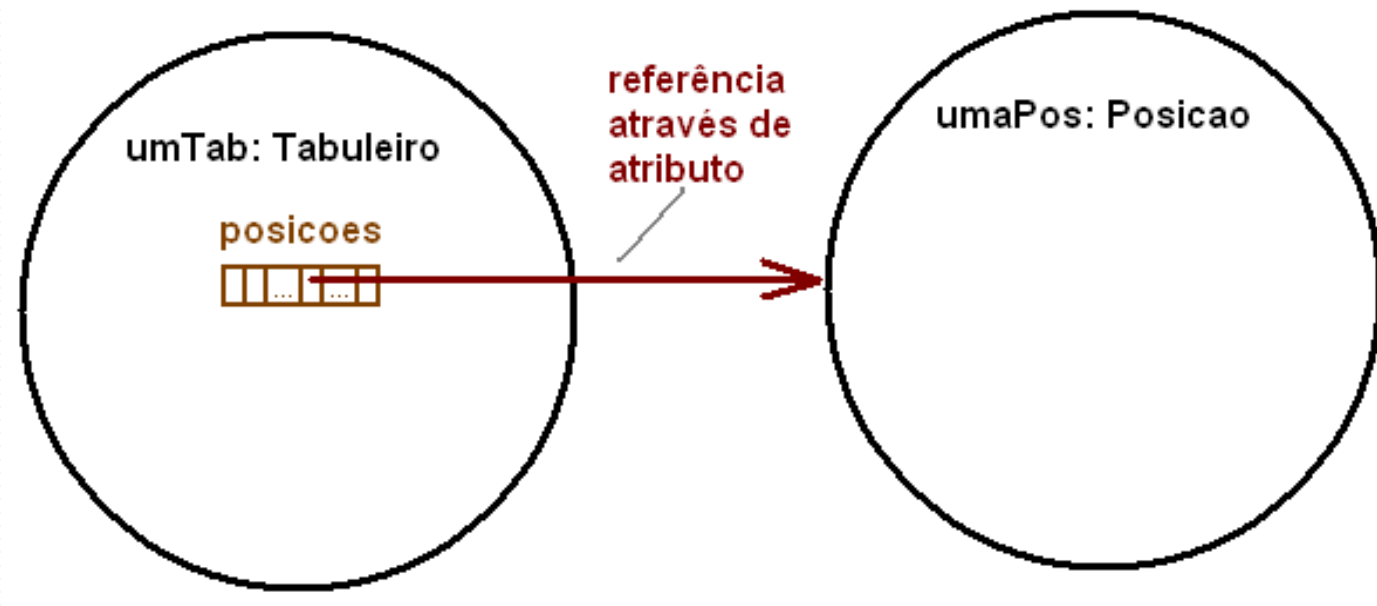 umTab: Tabuleiro
posicoes
... ...
referência
através de
atributo
umaPos: Posicao